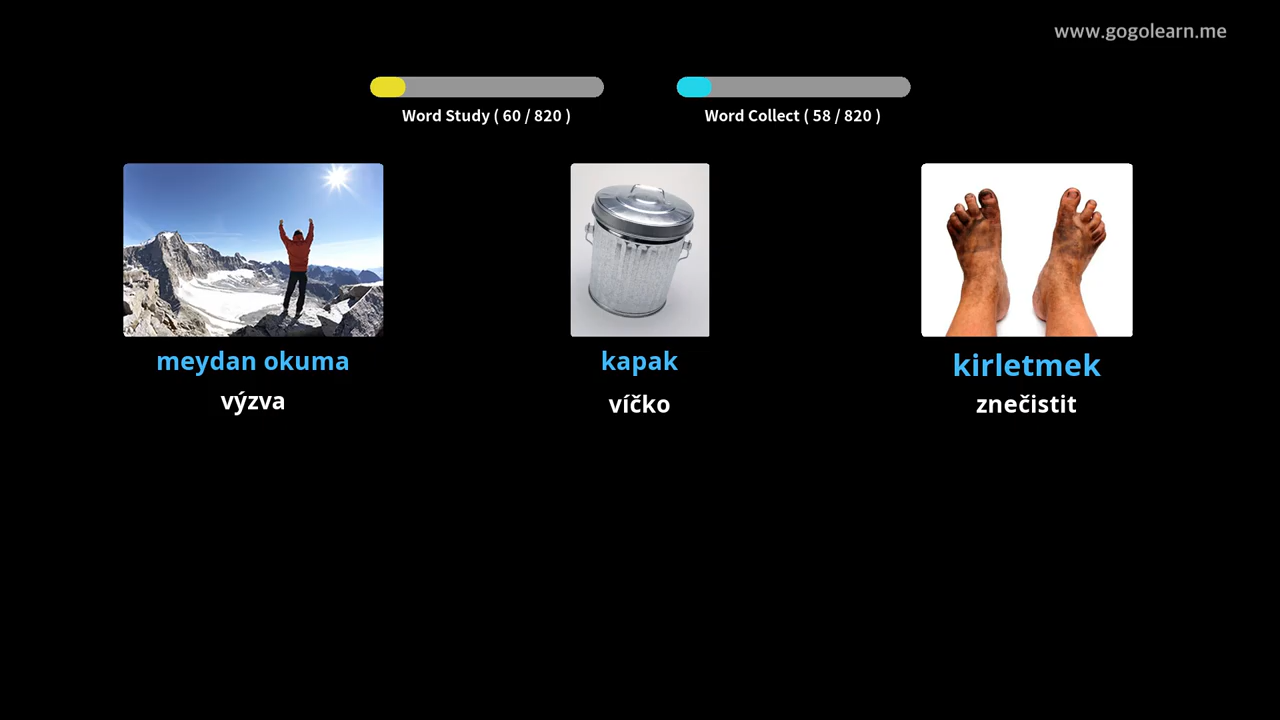 www.gogolearn.me
Word Study ( 60 / 820 )
Word Collect ( 58 / 820 )
meydan okuma
výzva
kapak
víčko
kirletmek
znečistit